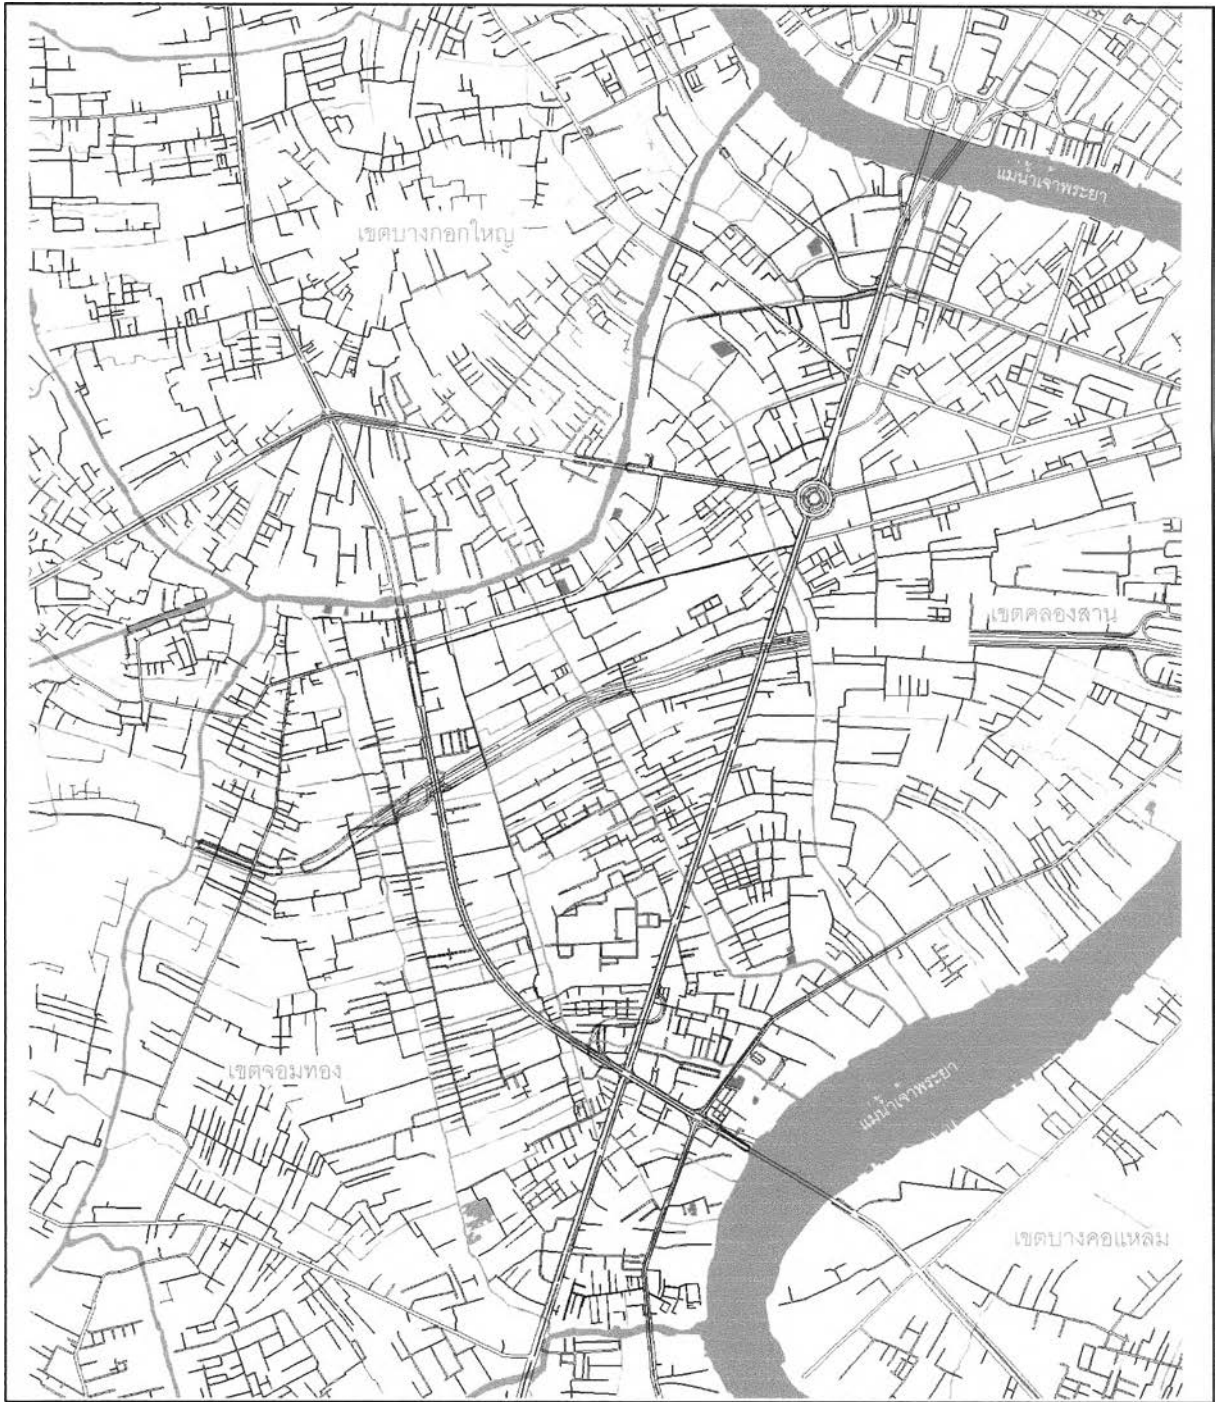 แม่น้ำเจ้าพระยา
เขตบางกอกใหญ่
เขตคลองสาน
เขตจอมทอง
แม่น้ำเจ้าพระยา
เขตบางคอแหลม